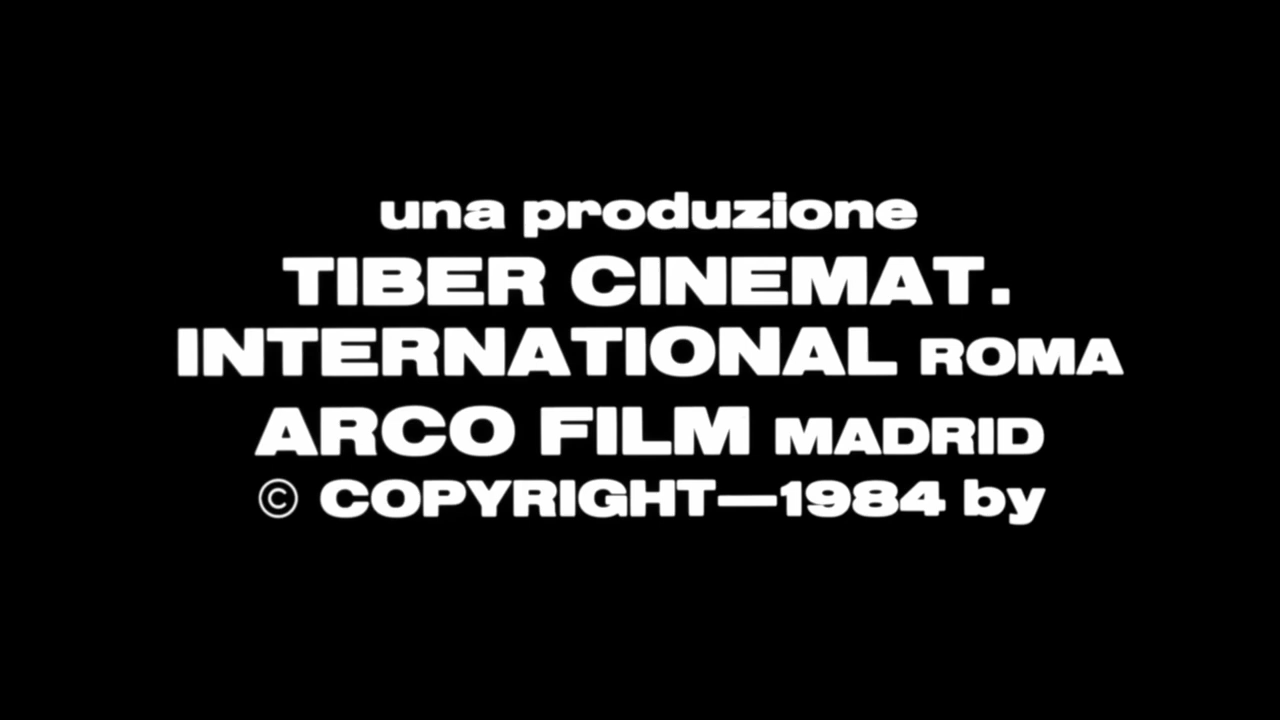 una produzione
TIBER CINEMAT.
INTERNATIONAL ROMA
ARCO FILM MADRID
© COPYRIGHT—1984 by